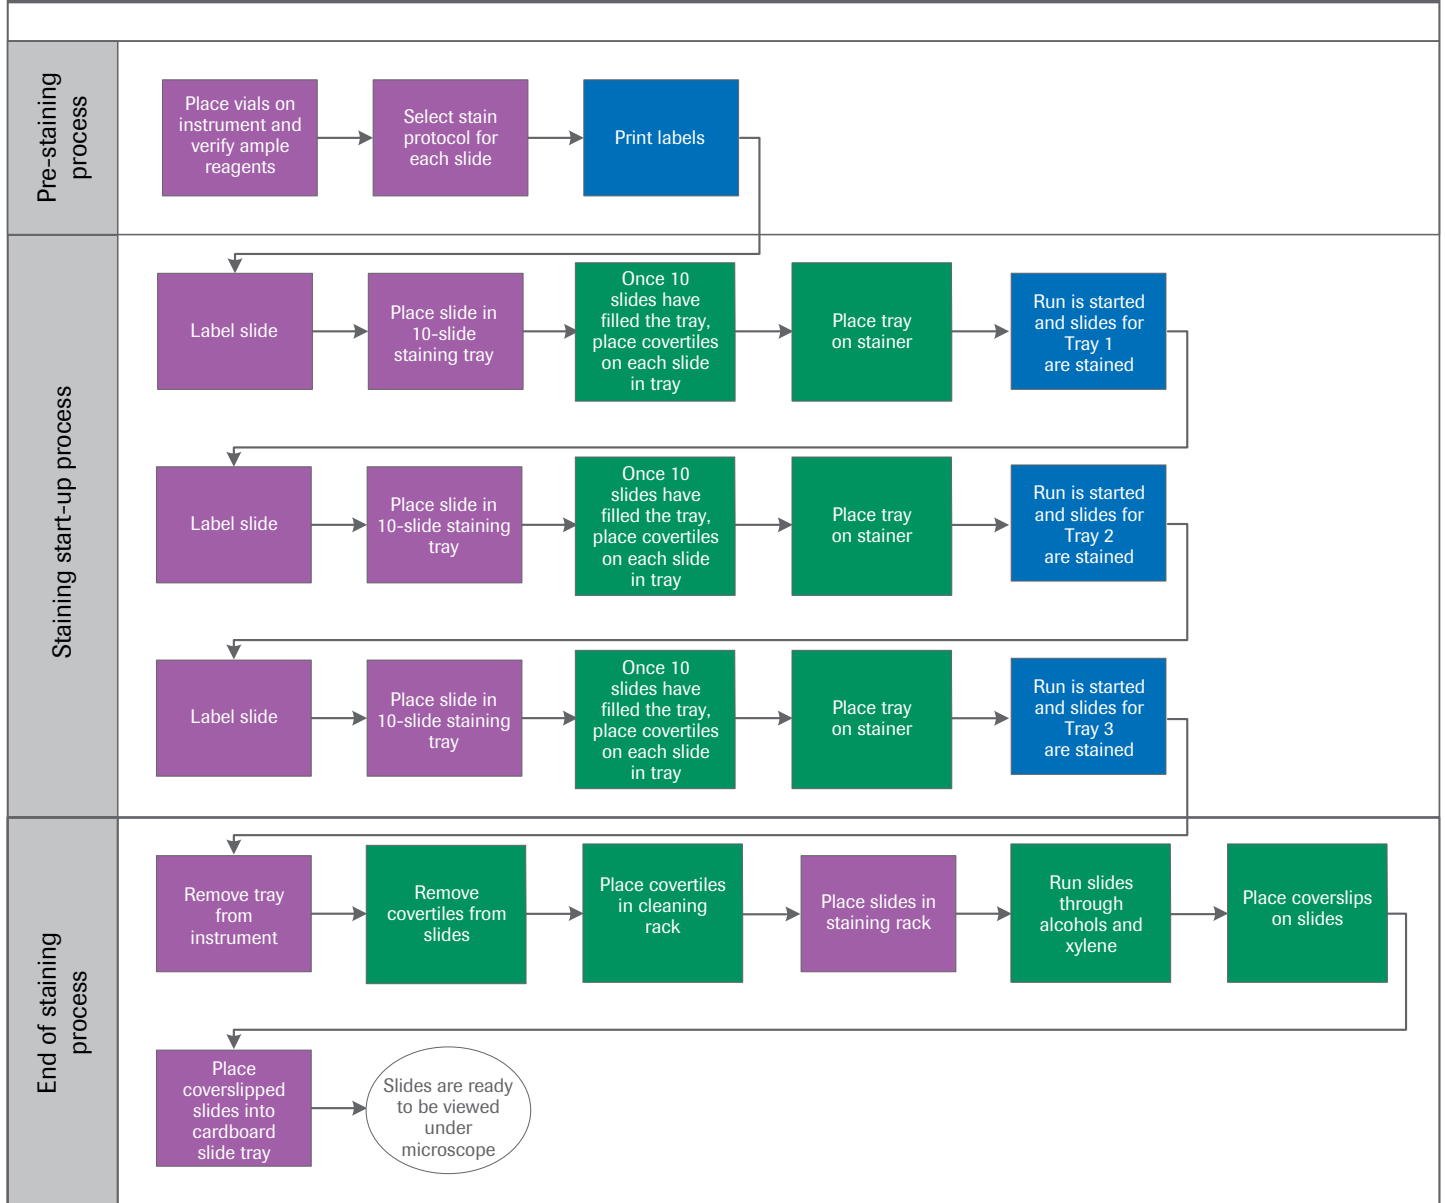 Pre-staining
process
Place vials on
instrument and
verify ample
reagents
Select stain
protocol for
each slide
Print labels
Staining start-up process
Label slide
Place slide in
10-slide
staining tray
Once 10
slides have
filled the tray,
place covertiles
on each slide
in tray
Place tray
on stainer
Run is started
and slides for
Tray 1
are stained
Label slide
Place slide in
10-slide staining
tray
Once 10
slides have
filled the tray,
place covertiles
on each slide
in tray
Place tray
on stainer
Run is started
and slides for
Tray 2
are stained
Label slide
Place slide in
10-slide staining
tray
Once 10
slides have
filled the tray,
place covertiles
on each slide
in tray
Place tray
on stainer
Run is started
and slides for
Tray 3
are stained
End of staining
process
Remove tray
from
instrument
Remove
covertiles from
slides
Place covertiles
in cleaning
rack
Place slides in
staining rack
Run slides
through
alcohols and
xylene
Place coverslips
on slides
Place
coverslipped
slides into
cardboard
slide tray
Slides are ready
to be viewed
under
microscope